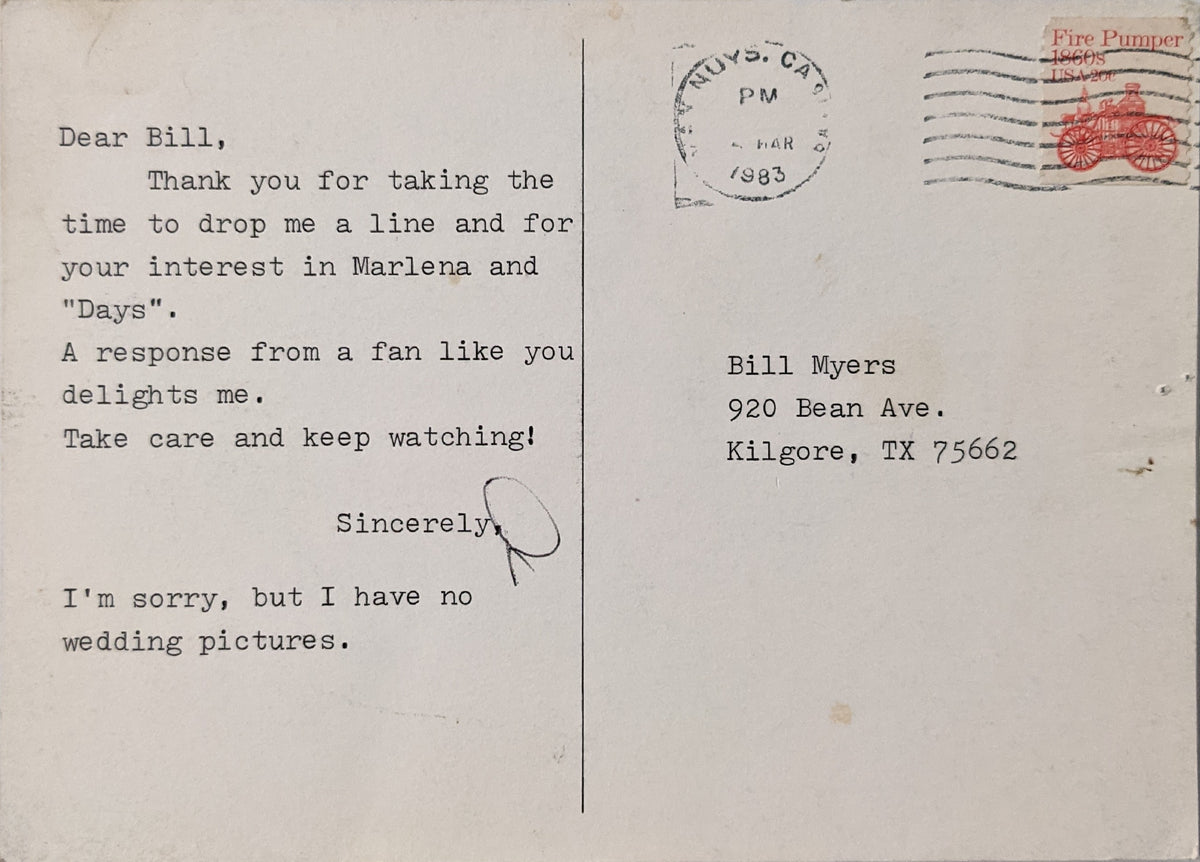 Dear Bill,
Thank you for taking the
time to drop me a line and for
your interest in Marlena and
"Days".
A response from a fan like you
delights me.
Take care and keep watching!
Sincerely,
I'm sorry, but I have no
wedding pictures.
NUYS. CA
PM
MAR
1983
Fire Pumper
1860s
USA 20c
Bill Myers
920 Bean Ave.
Kilgore, TX 75662